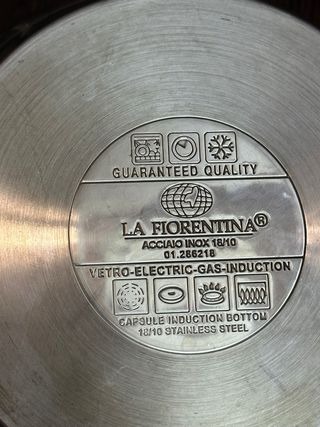 GUARANTEED QUALITY
LA FIORENTINA®
ACCIAIO INOX 18/10
01.286218
VETRO-ELECTRIC-GAS-INDUCTION
CAPSULE INDUCTION BOTTOM
18/10 STAINLESS STEEL